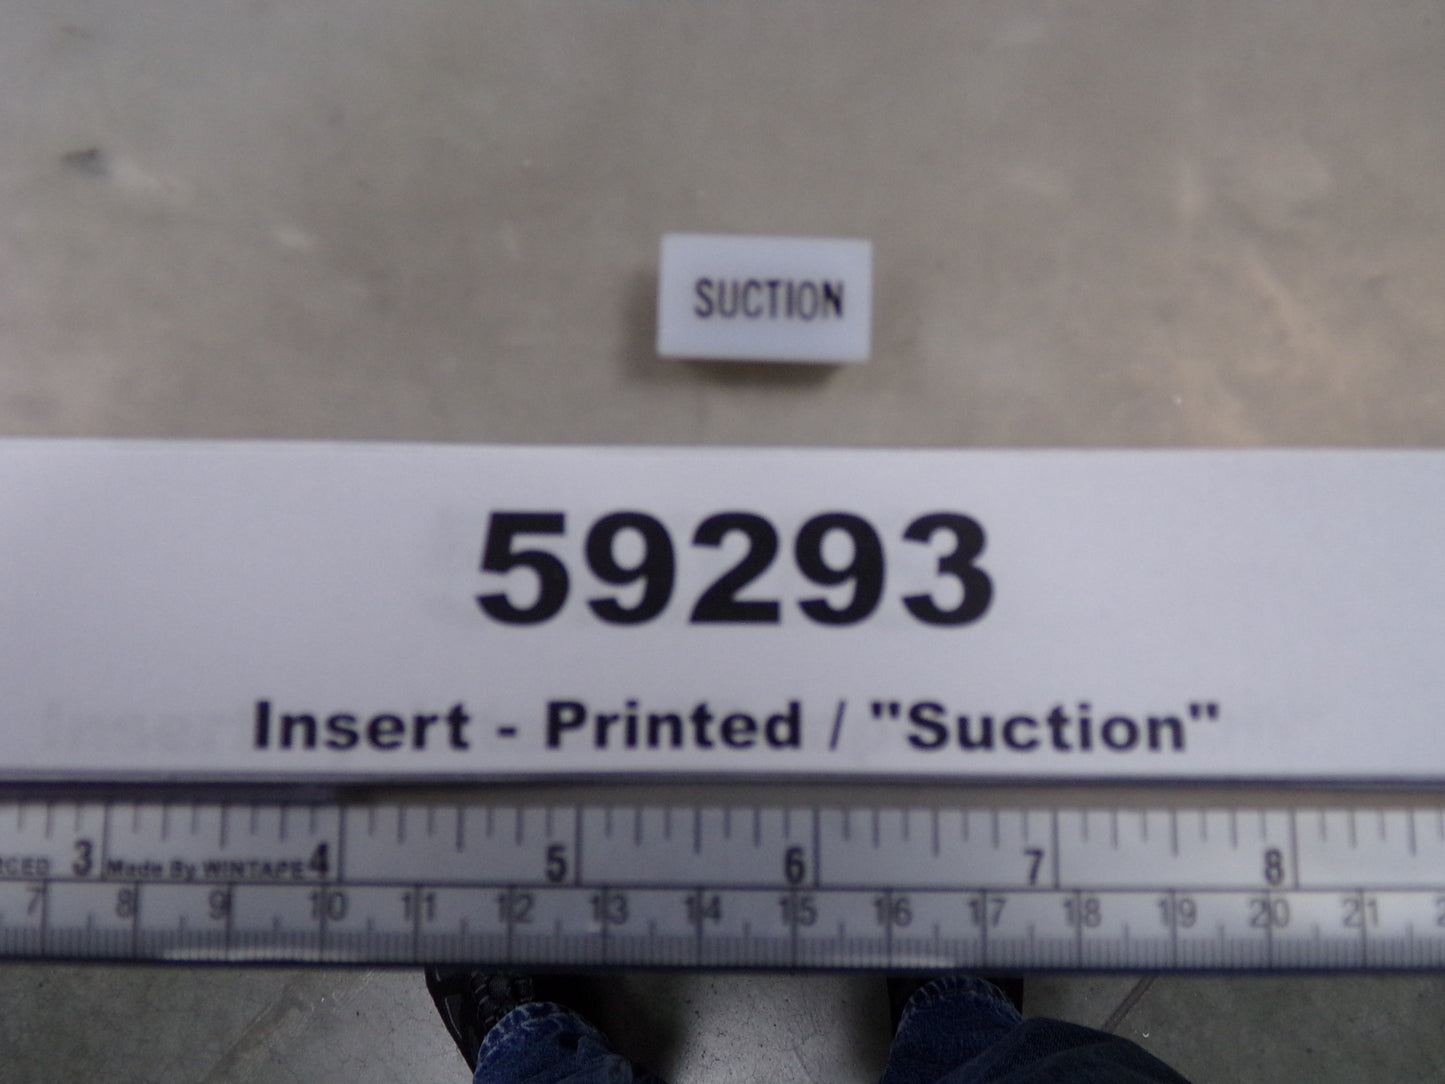 SUCTION
59293
Insert - Printed / "Suction"
3 Made By WINTAPE 4 5 6 7 8
7 8 9 10 11 12 13 14 15 16 17 18 19 20 21